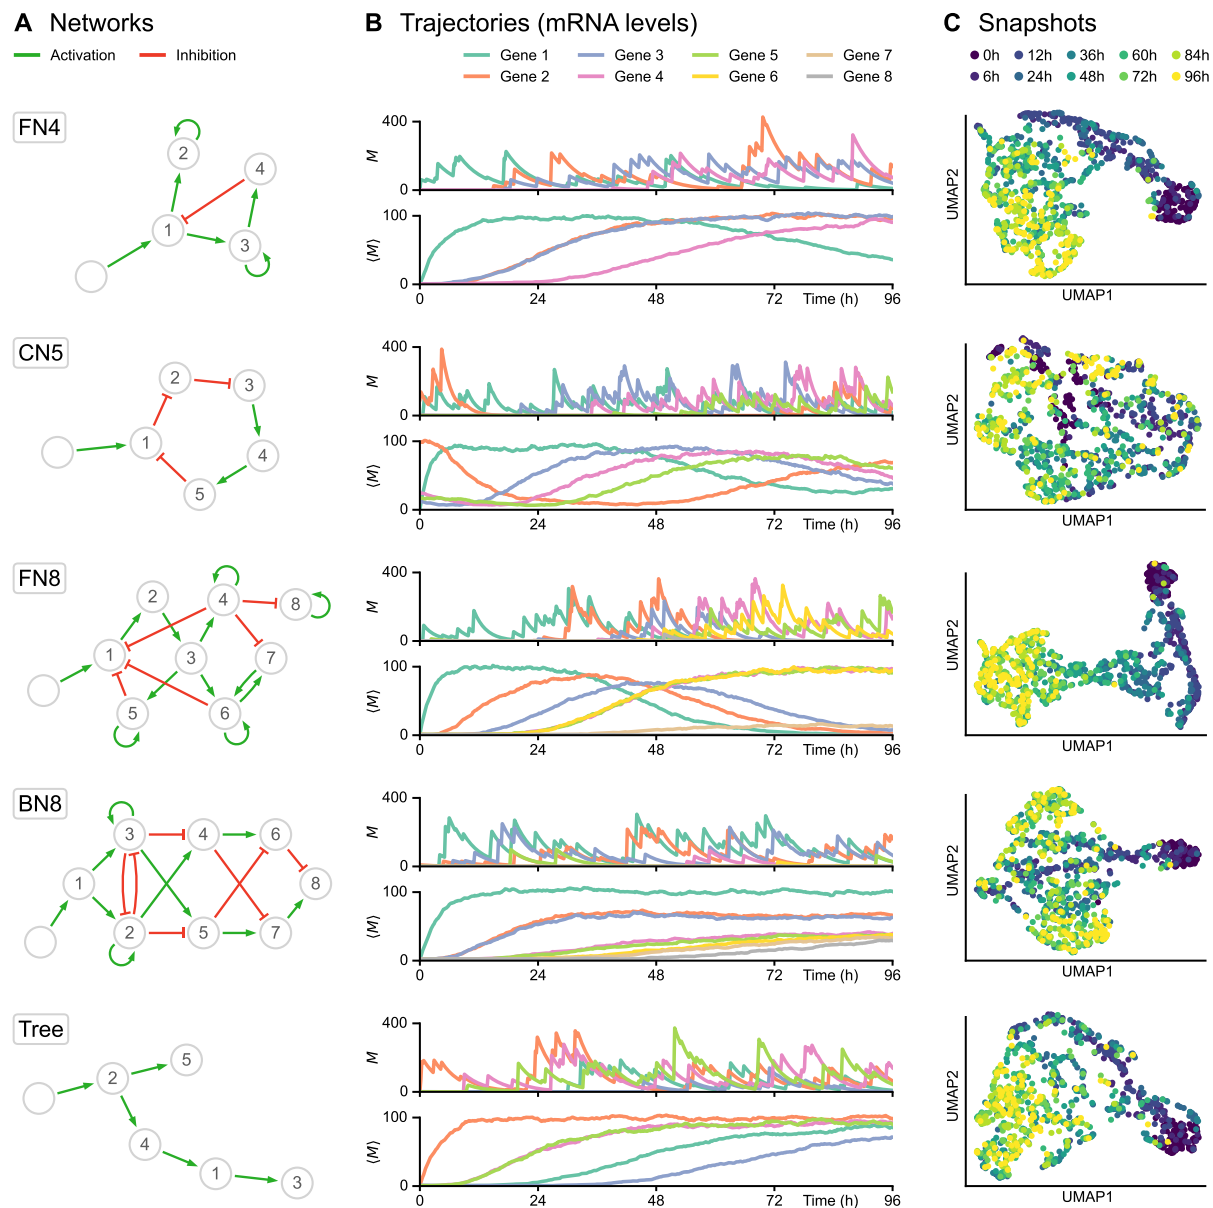 A Networks
Activation Inhibition
B Trajectories (mRNA levels)
Gene 1 Gene 3 Gene 5 Gene 7
Gene 2 Gene 4 Gene 6 Gene 8
C Snapshots
0h 12h 36h 60h 84h
6h 24h 48h 72h 96h
FN4
2
4
1
3
400
M
0
100
⟨M⟩
0
0 24 48 72 Time (h) 96
UMAP2
UMAP1
CN5
2
3
1
4
5
400
M
0
100
⟨M⟩
0
0 24 48 72 Time (h) 96
UMAP2
UMAP1
FN8
2
4
8
1
3
7
5
6
400
M
0
100
⟨M⟩
0
0 24 48 72 Time (h) 96
UMAP2
UMAP1
BN8
3
4
6
1
8
2
5
7
400
M
0
100
⟨M⟩
0
0 24 48 72 Time (h) 96
UMAP2
UMAP1
Tree
5
2
4
1
3
400
M
0
100
⟨M⟩
0
0 24 48 72 Time (h) 96
UMAP2
UMAP1